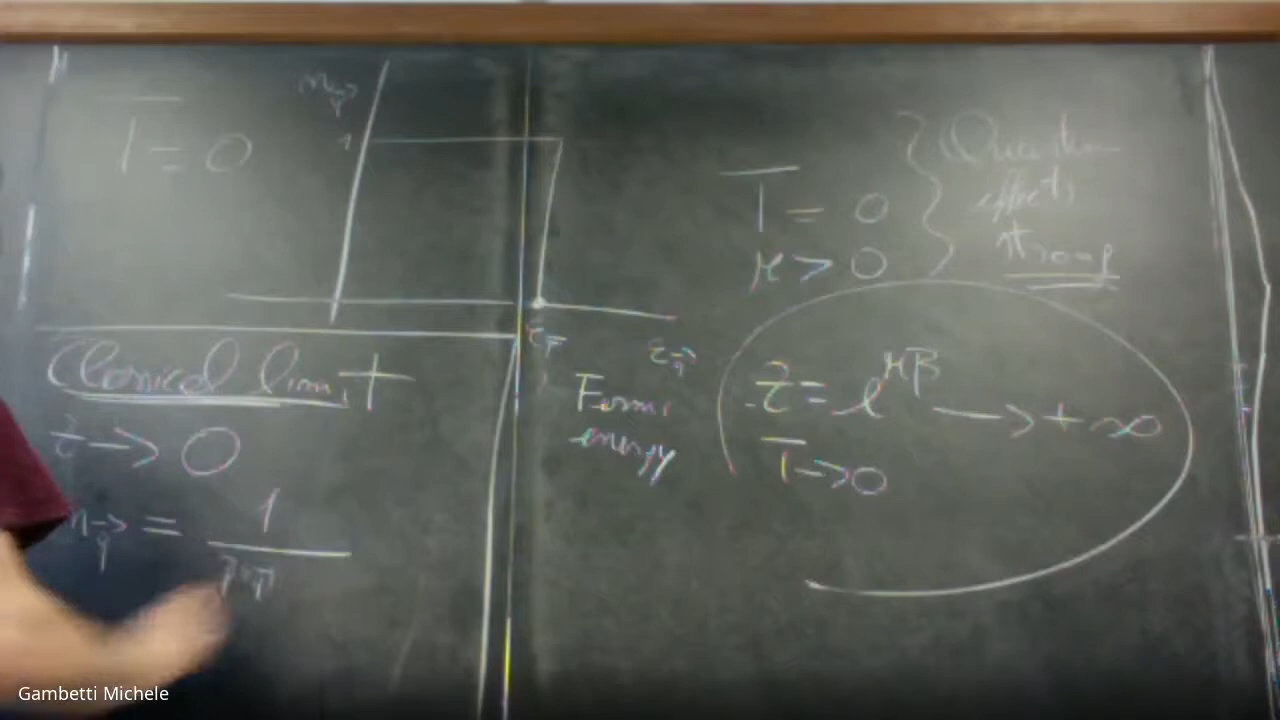 T = 0
n_q⃗
1
ε_F
ε_q⃗
Fermi
energy
Classical limit
z → 0
n_q⃗ = 1
T = 0
μ > 0
Quantum
effects
strong
z = e^{μβ} → + ∞
T → 0
Gambetti Michele